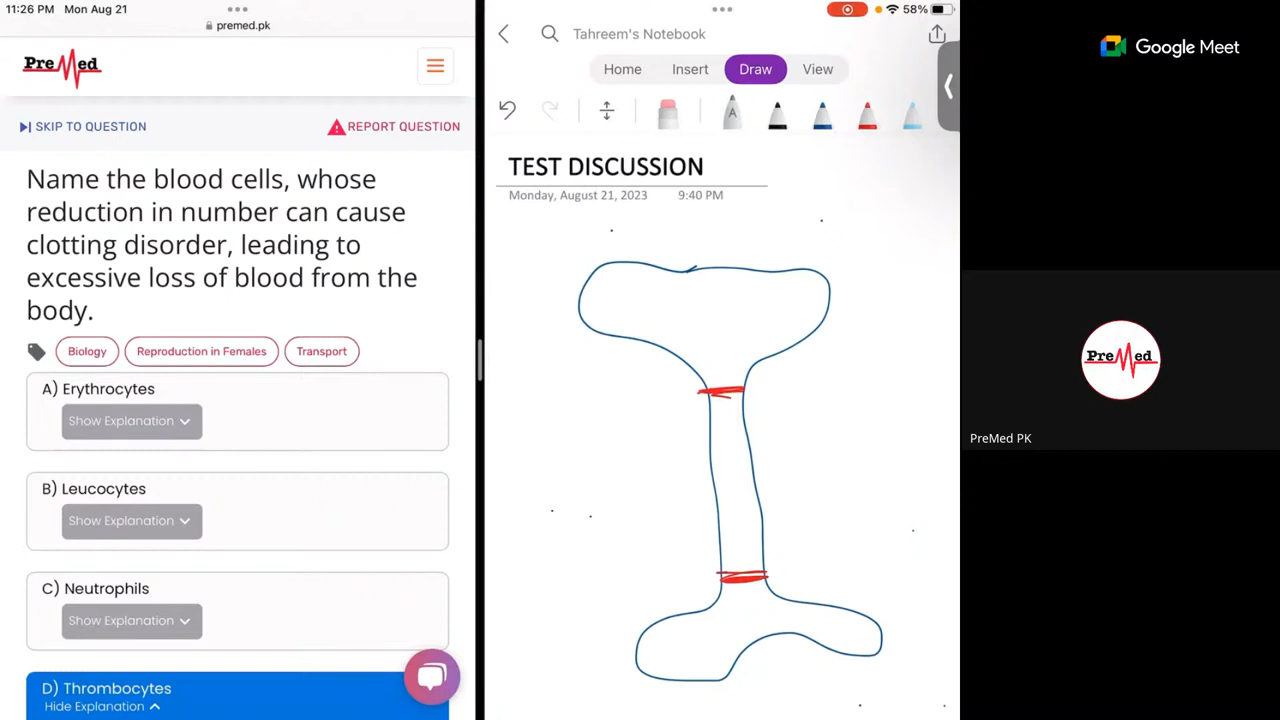 11:26 PM Mon Aug 21
premed.pk
PreMed
SKIP TO QUESTION
REPORT QUESTION
Name the blood cells, whose
reduction in number can cause
clotting disorder, leading to
excessive loss of blood from the
body.
Biology
Reproduction in Females
Transport
A) Erythrocytes
Show Explanation
B) Leucocytes
Show Explanation
C) Neutrophils
Show Explanation
D) Thrombocytes
Hide Explanation
58%
Tahreem's Notebook
Home
Insert
Draw
View
A
TEST DISCUSSION
Monday, August 21, 2023
9:40 PM
Google Meet
PreMed
PreMed PK